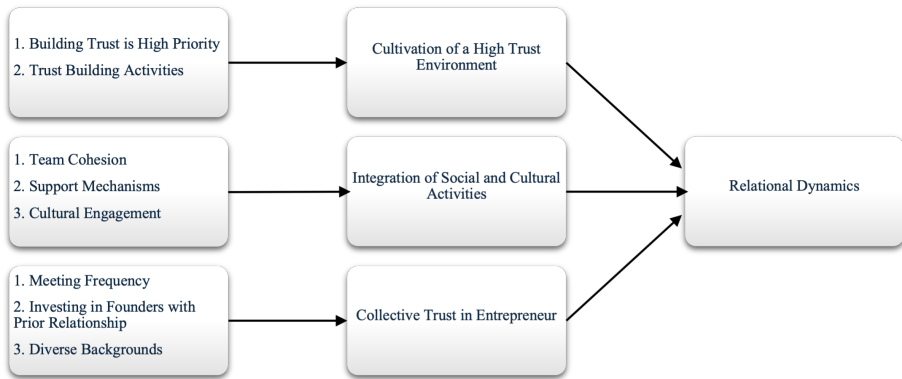 1. Building Trust is High Priority
2. Trust Building Activities
Cultivation of a High Trust
Environment
1. Team Cohesion
2. Support Mechanisms
3. Cultural Engagement
Integration of Social and Cultural
Activities
Relational Dynamics
1. Meeting Frequency
2. Investing in Founders with
Prior Relationship
3. Diverse Backgrounds
Collective Trust in Entrepreneur